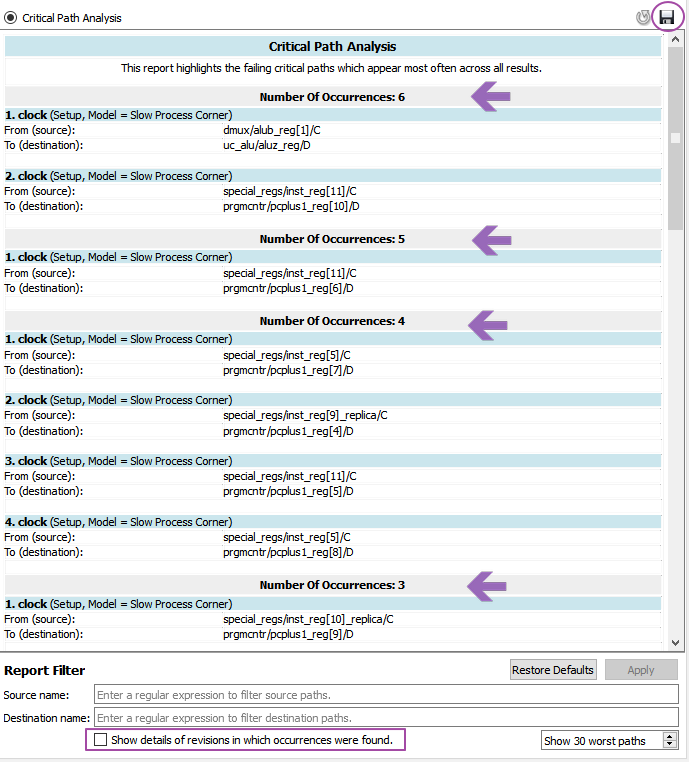 Critical Path Analysis
Critical Path Analysis
This report highlights the failing critical paths which appear most often across all results.
Number Of Occurrences: 6
1. clock (Setup, Model = Slow Process Corner)
From (source): dmux/alub_reg[1]/C
To (destination): uc_alu/aluz_reg/D
2. clock (Setup, Model = Slow Process Corner)
From (source): special_regs/inst_reg[11]/C
To (destination): prgmcntr/pcplus1_reg[10]/D
Number Of Occurrences: 5
1. clock (Setup, Model = Slow Process Corner)
From (source): special_regs/inst_reg[11]/C
To (destination): prgmcntr/pcplus1_reg[6]/D
Number Of Occurrences: 4
1. clock (Setup, Model = Slow Process Corner)
From (source): special_regs/inst_reg[5]/C
To (destination): prgmcntr/pcplus1_reg[7]/D
2. clock (Setup, Model = Slow Process Corner)
From (source): special_regs/inst_reg[9]_replica/C
To (destination): prgmcntr/pcplus1_reg[4]/D
3. clock (Setup, Model = Slow Process Corner)
From (source): special_regs/inst_reg[11]/C
To (destination): prgmcntr/pcplus1_reg[5]/D
4. clock (Setup, Model = Slow Process Corner)
From (source): special_regs/inst_reg[5]/C
To (destination): prgmcntr/pcplus1_reg[8]/D
Number Of Occurrences: 3
1. clock (Setup, Model = Slow Process Corner)
From (source): special_regs/inst_reg[10]_replica/C
To (destination): prgmcntr/pcplus1_reg[9]/D
Report Filter Restore Defaults Apply
Source name: Enter a regular expression to filter source paths.
Destination name: Enter a regular expression to filter destination paths.
Show details of revisions in which occurrences were found. Show 30 worst paths